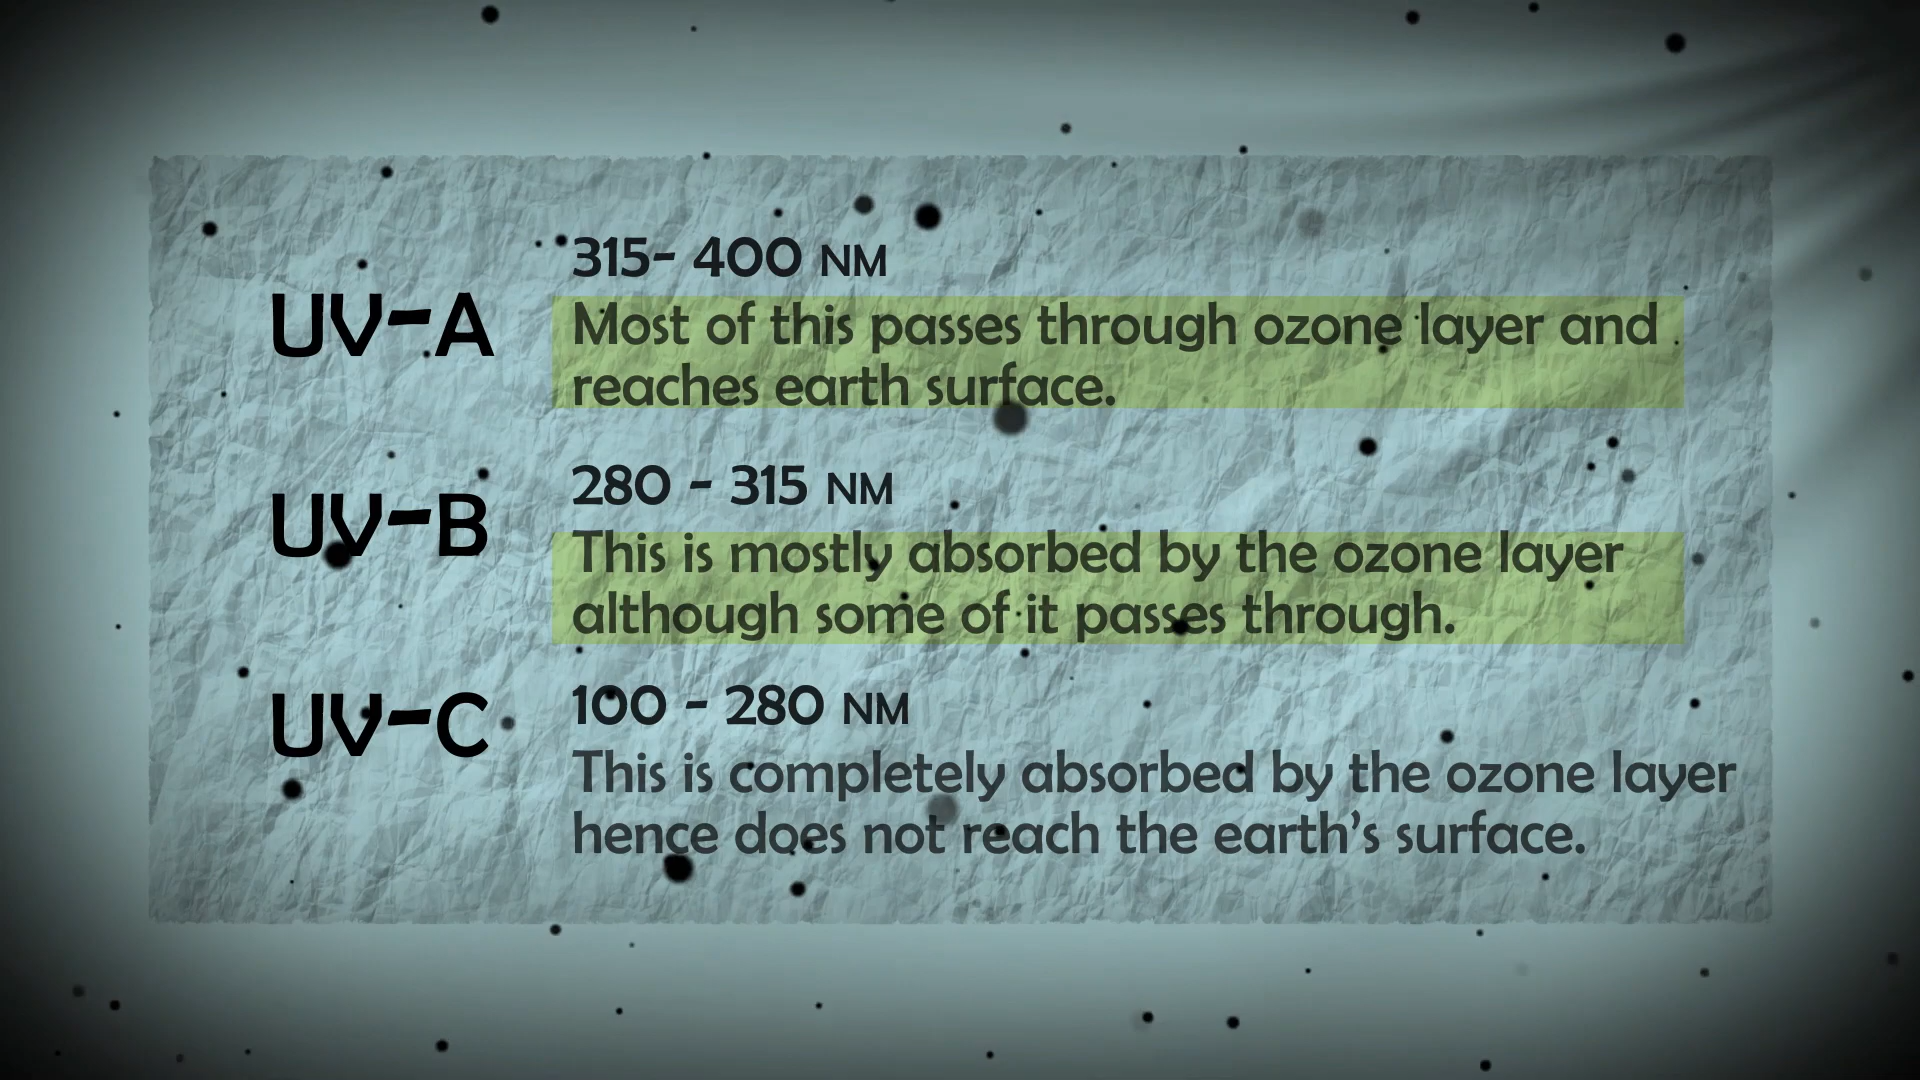 UV-A
315- 400 NM
Most of this passes through ozone layer and
reaches earth surface.
UV-B
280 - 315 NM
This is mostly absorbed by the ozone layer
although some of it passes through.
UV-C
100 - 280 NM
This is completely absorbed by the ozone layer
hence does not reach the earth’s surface.